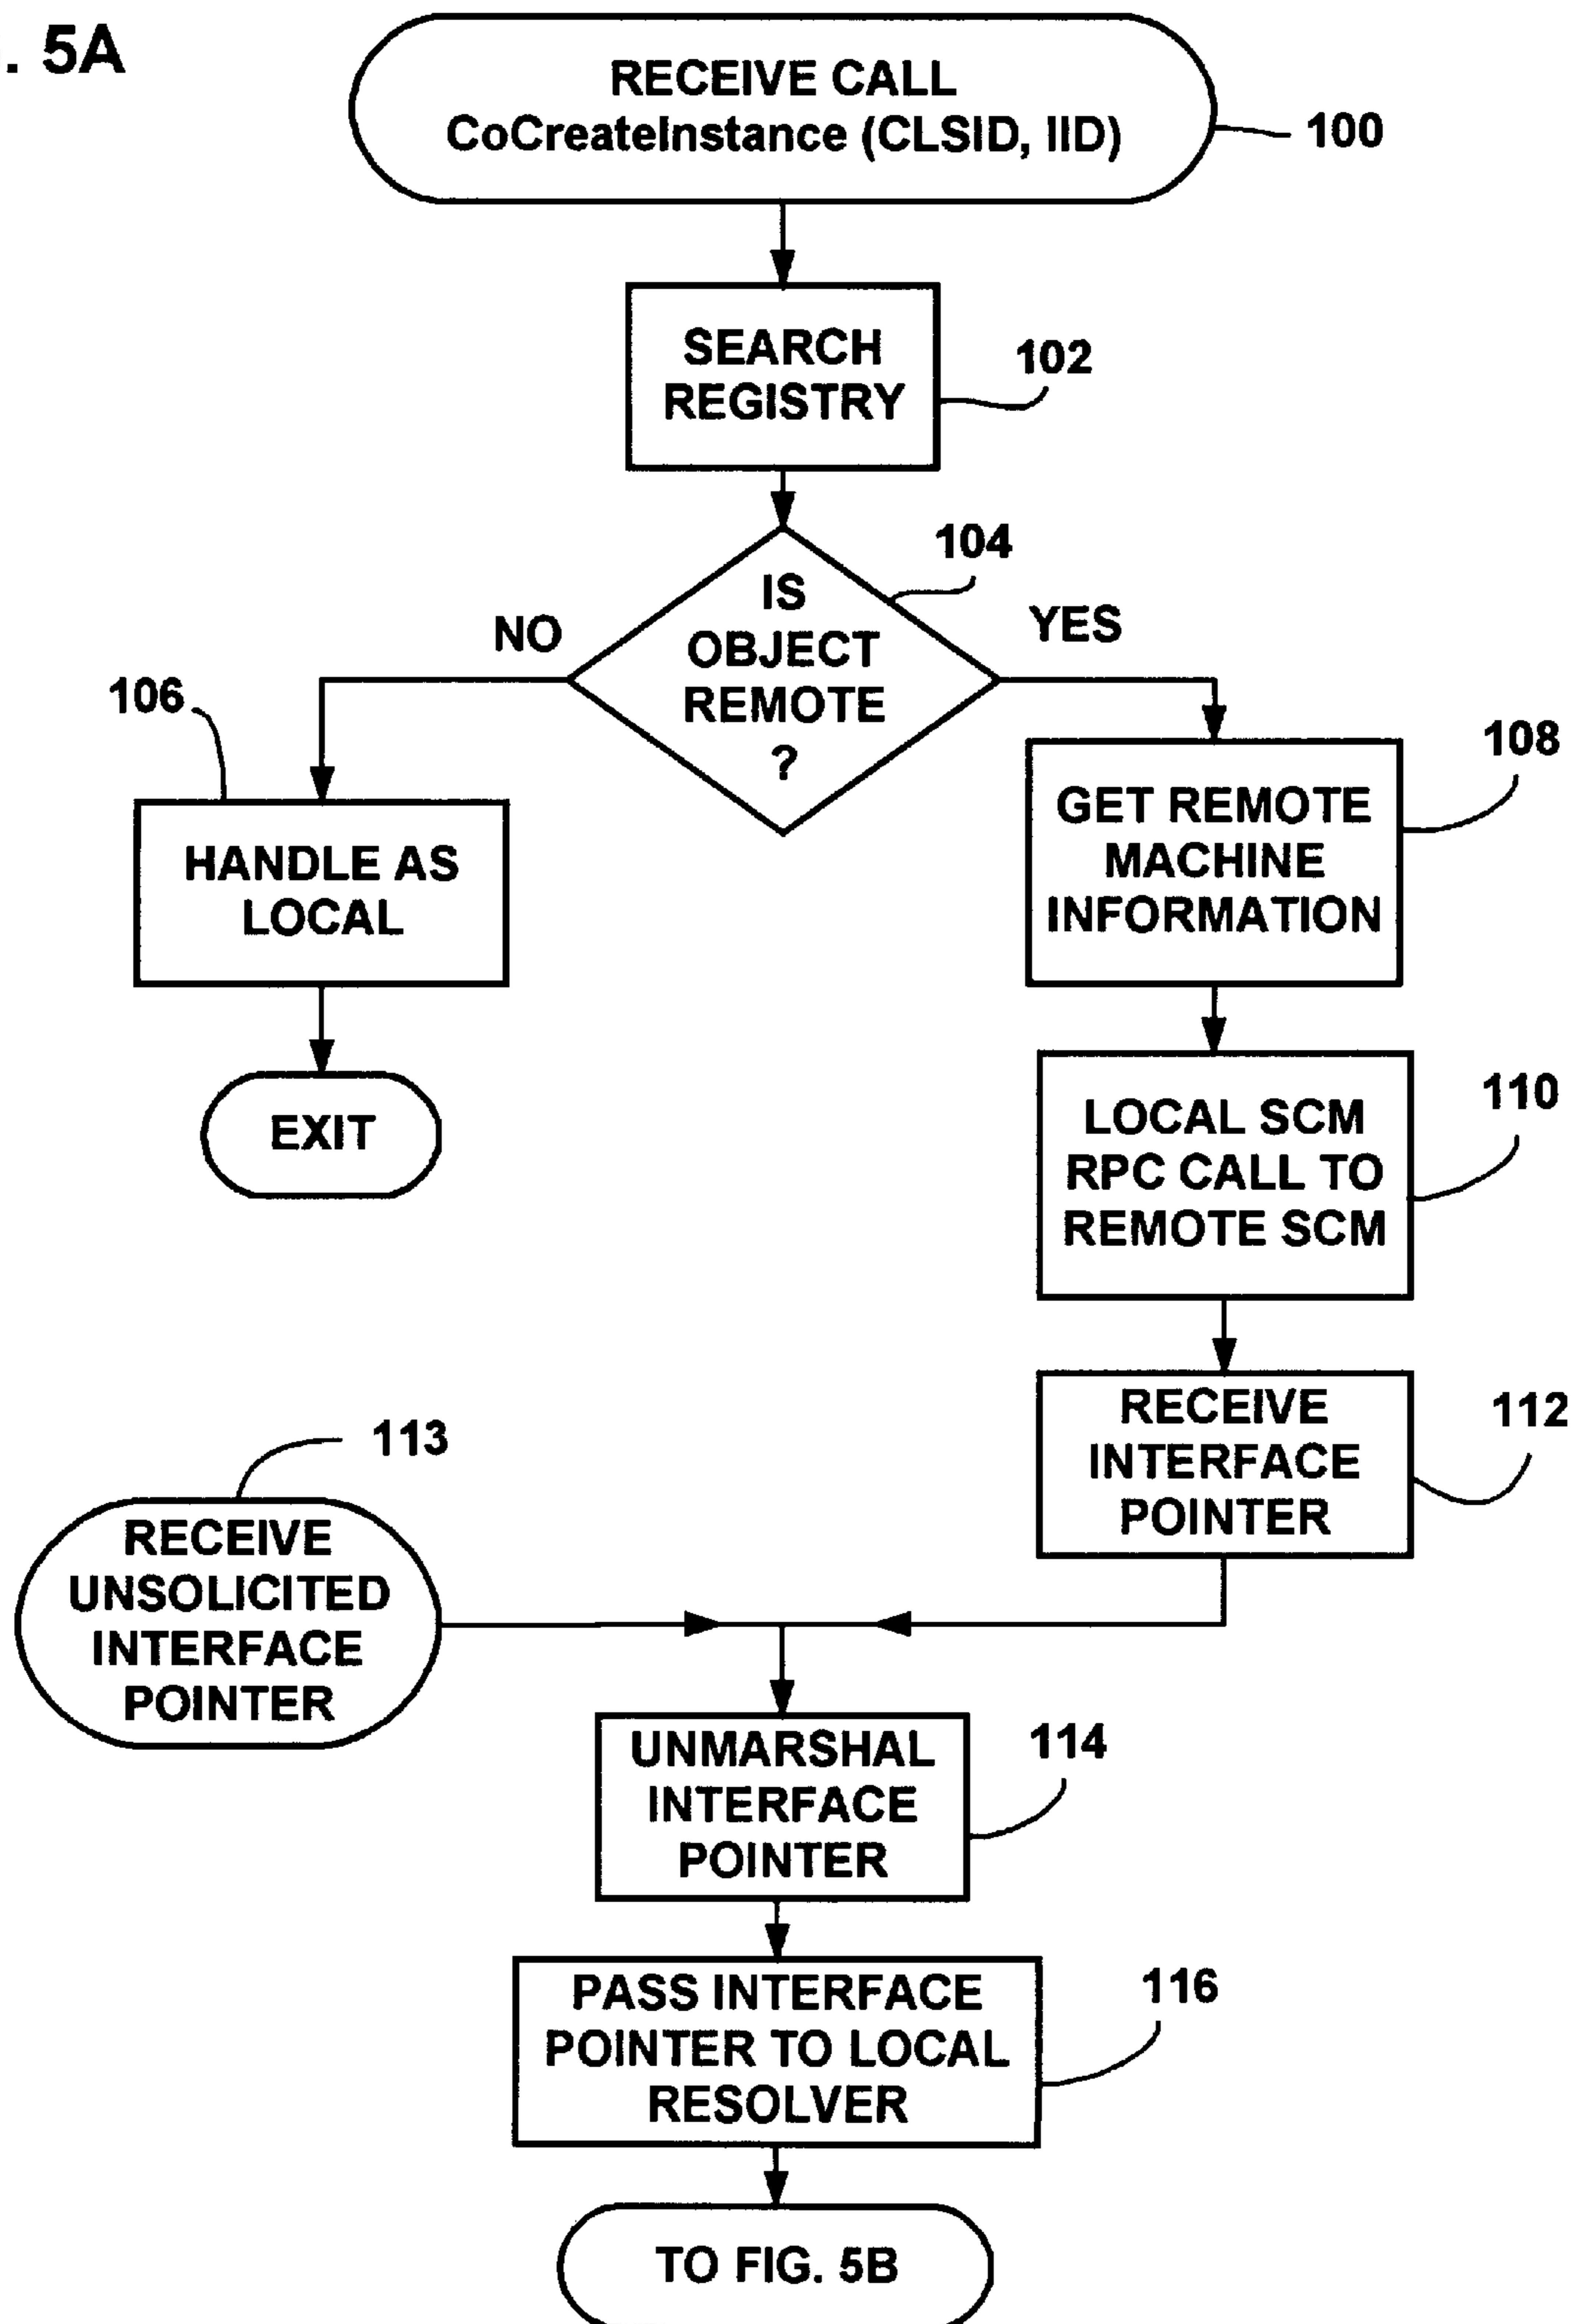 . 5A
RECEIVE CALL
CoCreateInstance (CLSID, IID)
100
SEARCH
REGISTRY
102
104
IS
OBJECT
REMOTE
?
NO
YES
106
HANDLE AS
LOCAL
EXIT
108
GET REMOTE
MACHINE
INFORMATION
110
LOCAL SCM
RPC CALL TO
REMOTE SCM
112
RECEIVE
INTERFACE
POINTER
113
RECEIVE
UNSOLICITED
INTERFACE
POINTER
114
UNMARSHAL
INTERFACE
POINTER
116
PASS INTERFACE
POINTER TO LOCAL
RESOLVER
TO FIG. 5B